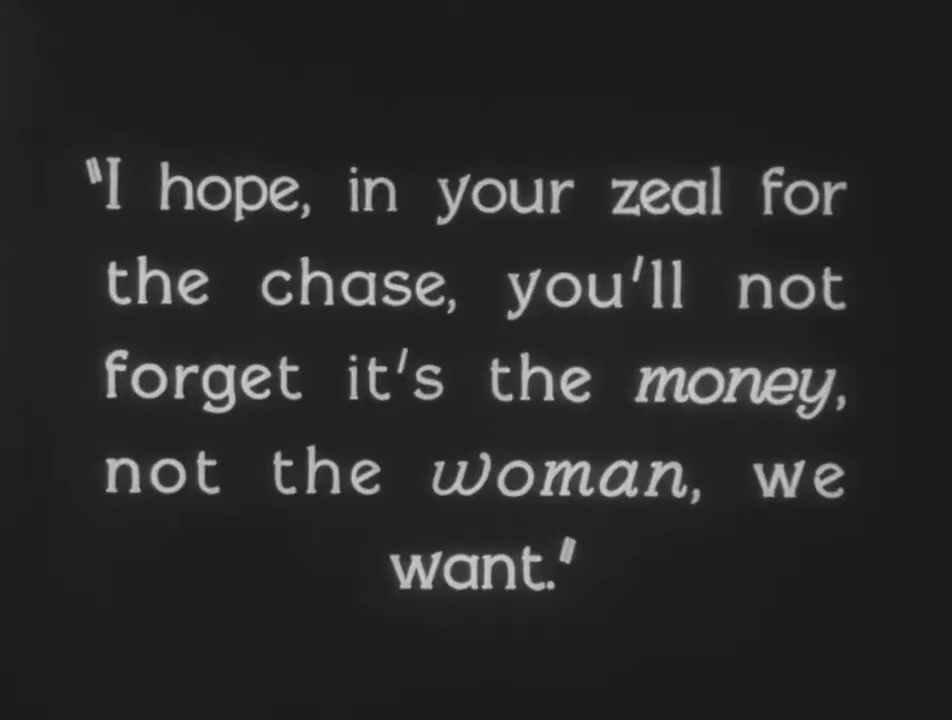 "I hope, in your zeal for
the chase, you'll not
forget it's the money,
not the woman, we
want."